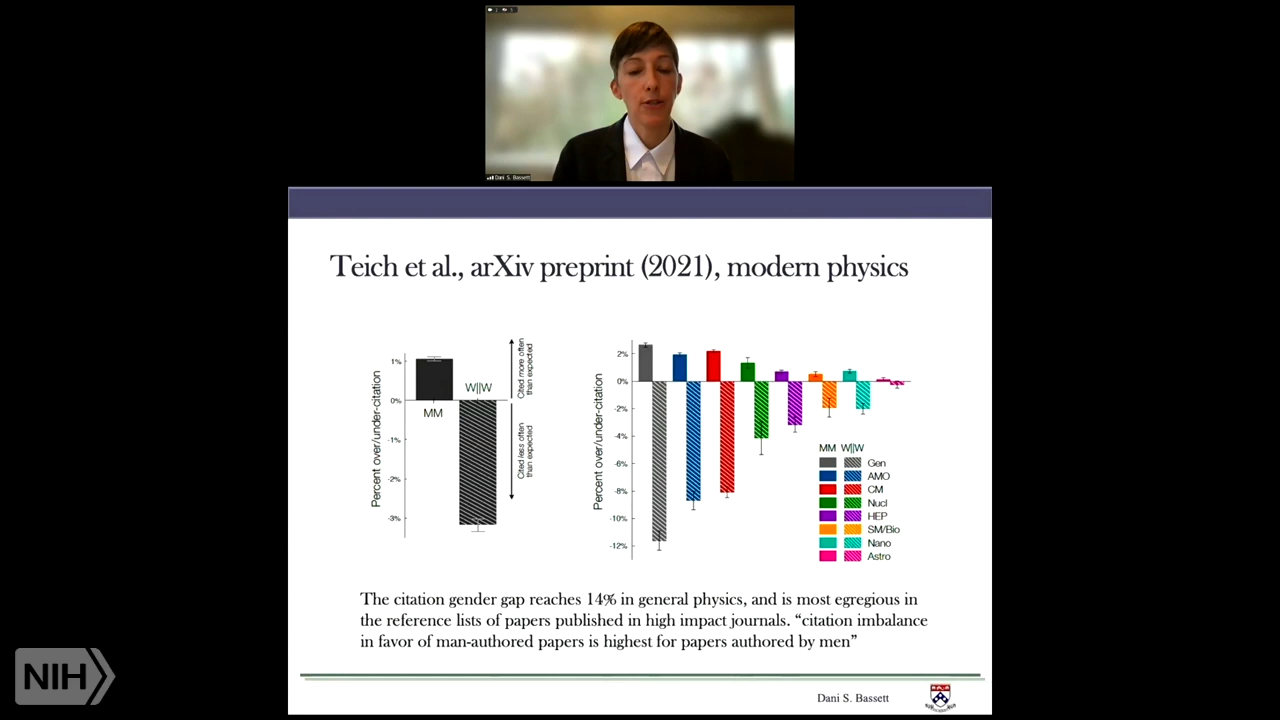 Dani S. Bassett
Teich et al., arXiv preprint (2021), modern physics
Percent over/under-citation
1%
0%
-1%
-2%
-3%
MM
W||W
Cited more often
than expected
Cited less often
than expected
Percent over/under-citation
2%
0%
-2%
-4%
-6%
-8%
-10%
-12%
MM W||W
Gen
AMO
CM
Nucl
HEP
SM/Bio
Nano
Astro
The citation gender gap reaches 14% in general physics, and is most egregious in
the reference lists of papers published in high impact journals. “citation imbalance
in favor of man-authored papers is highest for papers authored by men”
NIH
Dani S. Bassett